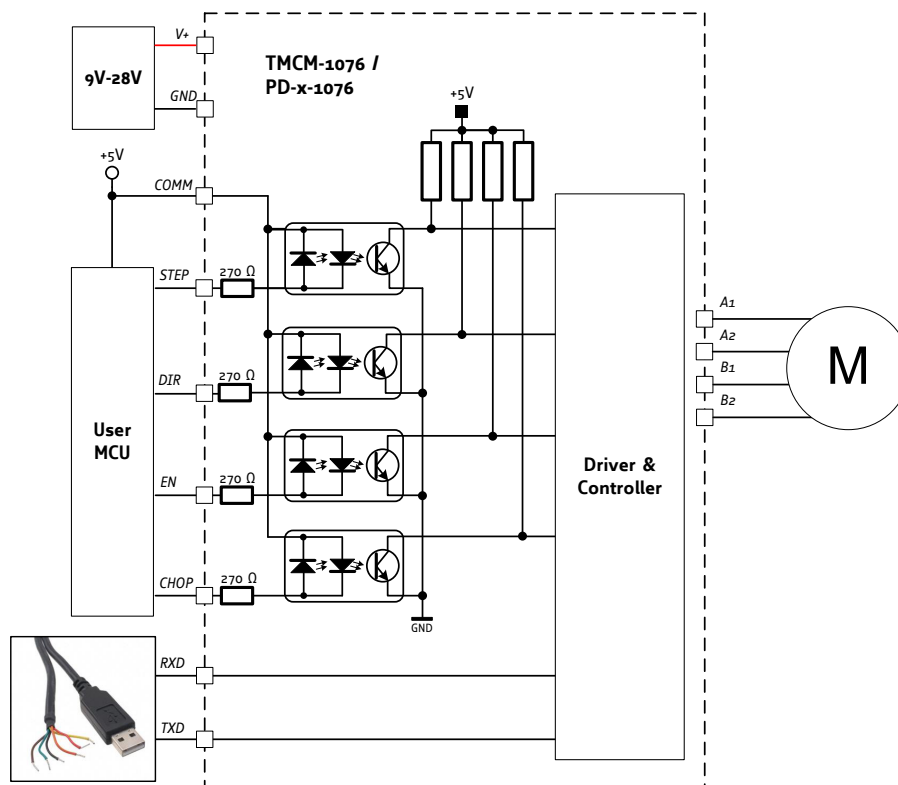 V+
9V-28V
GND
TMCM-1076 /
PD-x-1076
+5V
+5V
COMM
STEP
270 Ω
DIR
270 Ω
EN
270 Ω
CHOP
270 Ω
GND
User
MCU
Driver &
Controller
A1
A2
B1
B2
M
RXD
TXD